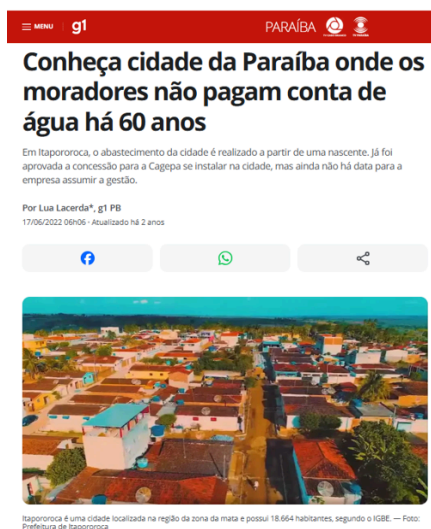 MENU g1 PARAÍBA
Conheça cidade da Paraíba onde os
moradores não pagam conta de
água há 60 anos
Em Itapororoca, o abastecimento da cidade é realizado a partir de uma nascente. Já foi
aprovada a concessão para a Cagepa se instalar na cidade, mas ainda não há data para a
empresa assumir a gestão.
Por Lua Lacerda*, g1 PB
17/06/2022 06h06 · Atualizado há 2 anos
Itapororoca é uma cidade localizada na região da zona da mata e possui 18.664 habitantes, segundo o IGBE. — Foto:
Prefeitura de Itapororoca